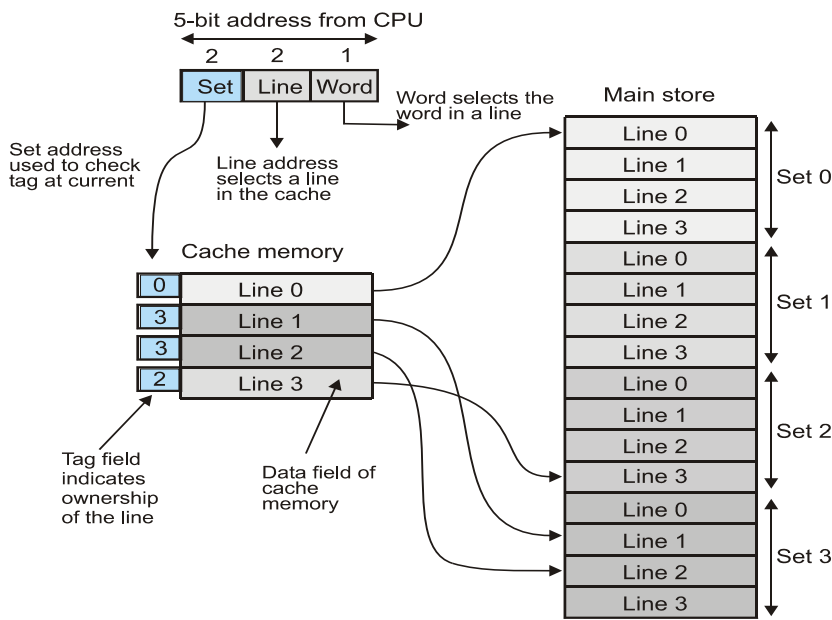 5-bit address from CPU
2 2 1
Set Line Word
Word selects the
word in a line
Set address
used to check
tag at current
Line address
selects a line
in the cache
Cache memory
0 Line 0
3 Line 1
3 Line 2
2 Line 3
Tag field
indicates
ownership
of the line
Data field of
cache
memory
Main store
Line 0
Line 1
Line 2
Line 3
Set 0
Line 0
Line 1
Line 2
Line 3
Set 1
Line 0
Line 1
Line 2
Line 3
Set 2
Line 0
Line 1
Line 2
Line 3
Set 3